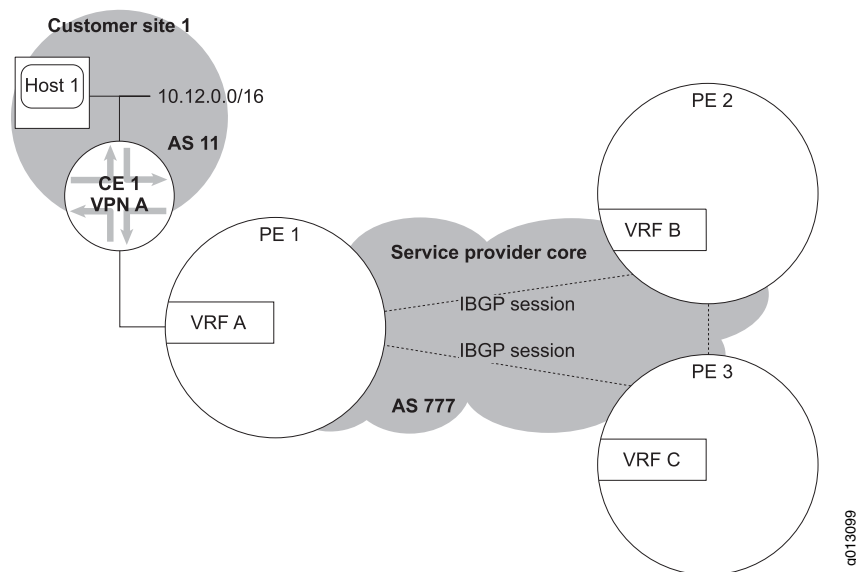 Customer site 1
Host 1
10.12.0.0/16
AS 11
CE 1
VPN A
PE 1
VRF A
Service provider core
IBGP session
IBGP session
AS 777
PE 2
VRF B
PE 3
VRF C
g013099